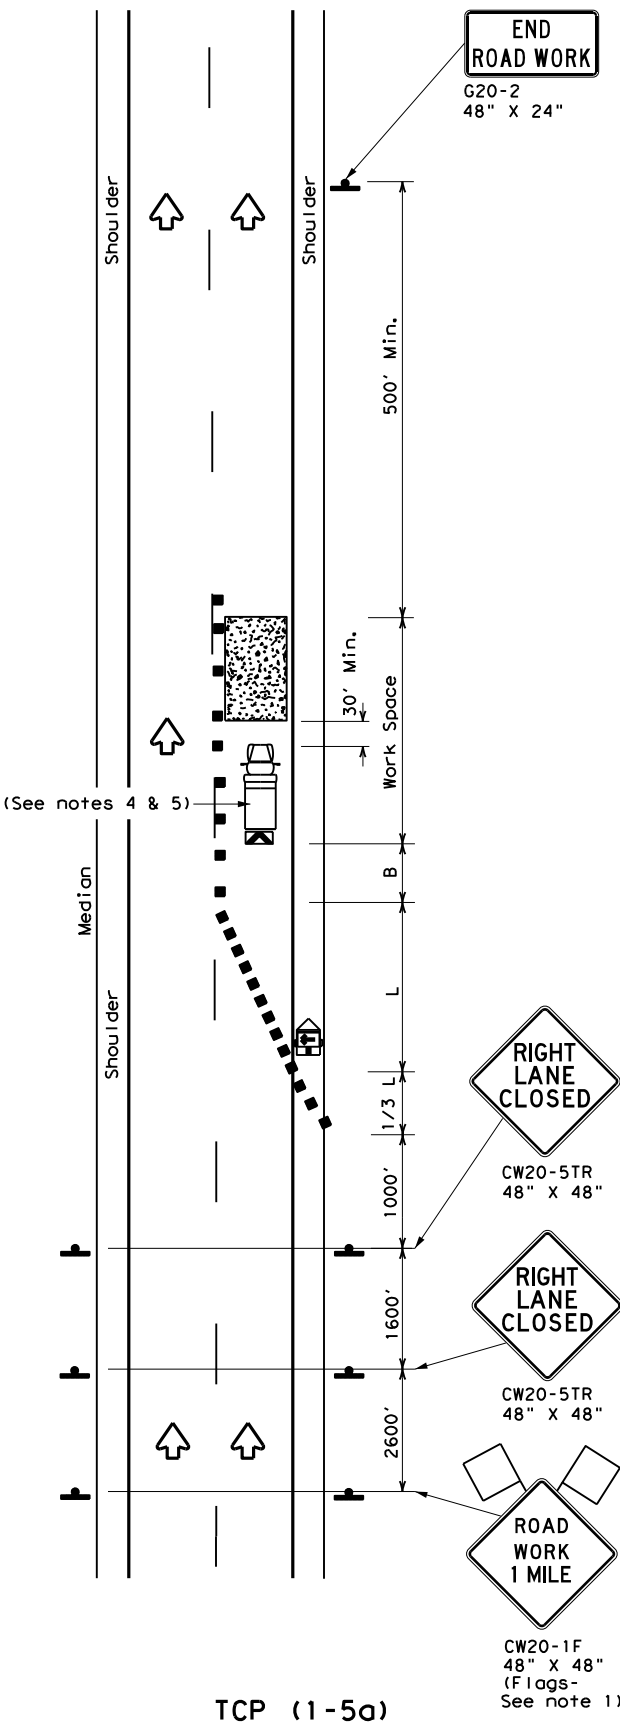 END
ROAD WORK
G20-2
48" X 24"
Shoulder
Shoulder
500' Min.
30' Min.
Work Space
(See notes 4 & 5)
B
Median
L
Shoulder
RIGHT
LANE
CLOSED
1/3 L
CW20-5TR
48" X 48"
1000'
RIGHT
LANE
CLOSED
1600'
CW20-5TR
48" X 48"
2600'
ROAD
WORK
1 MILE
CW20-1F
48" X 48"
(Flags-
See note 1)
TCP (1-5a)